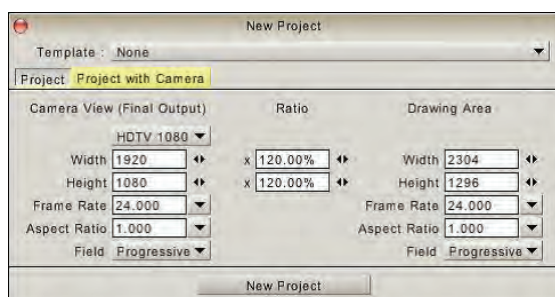 New Project
Template : None
Project Project with Camera
Camera View (Final Output) Ratio Drawing Area
HDTV 1080
Width 1920 x 120.00% Width 2304
Height 1080 x 120.00% Height 1296
Frame Rate 24.000 Frame Rate 24.000
Aspect Ratio 1.000 Aspect Ratio 1.000
Field Progressive Field Progressive
New Project